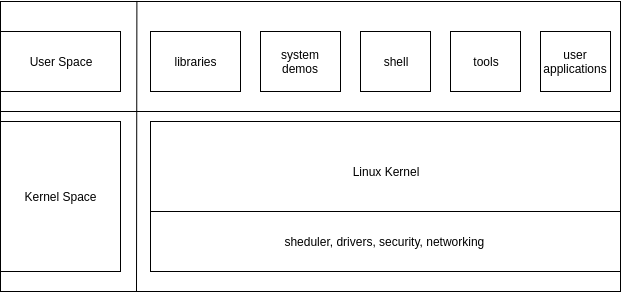 User Space
libraries
system
demos
shell
tools
user
applications
Kernel Space
Linux Kernel
sheduler, drivers, security, networking